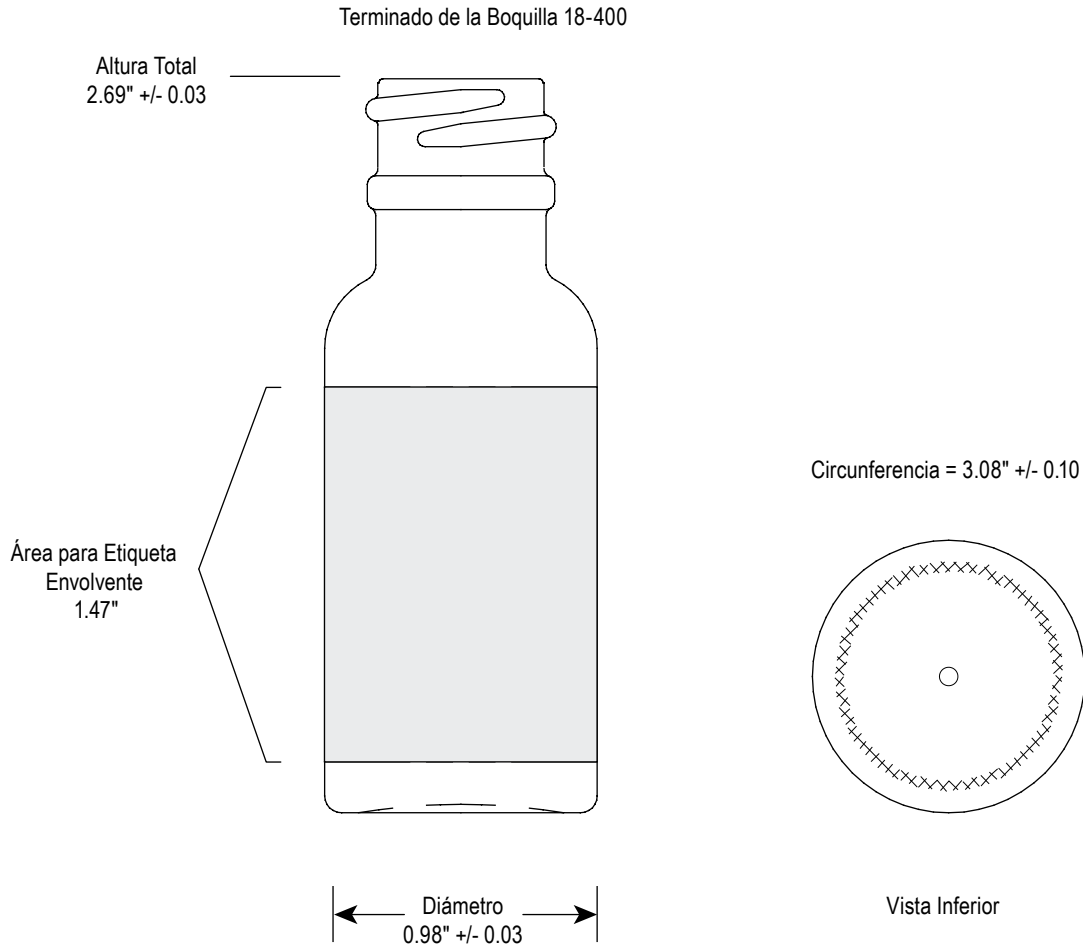 Terminado de la Boquilla 18-400
Altura Total
2.69" +/- 0.03
Circunferencia = 3.08" +/- 0.10
Área para Etiqueta
Envolvente
1.47"
Diámetro
0.98" +/- 0.03
Vista Inferior